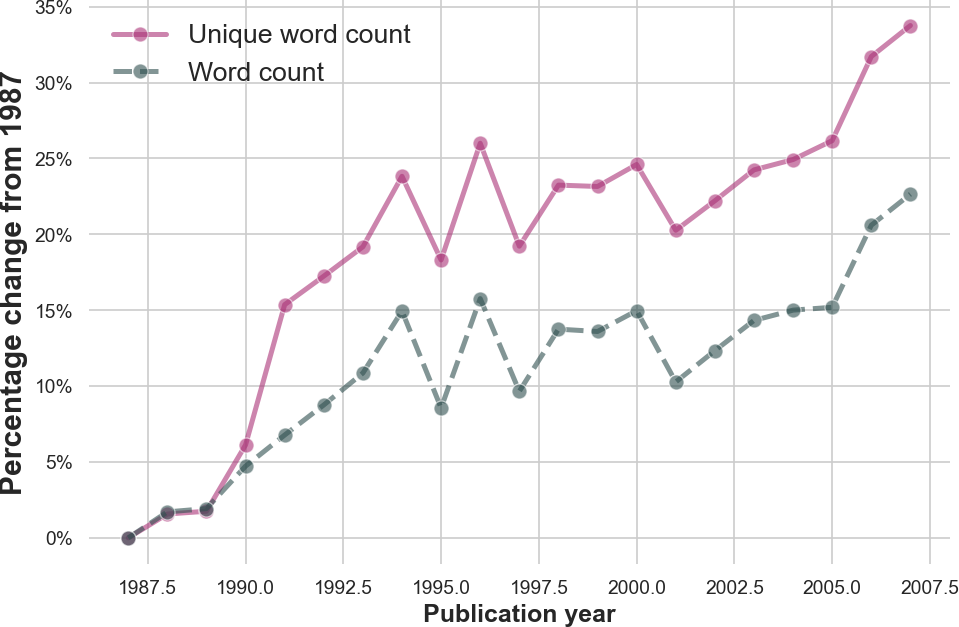 35%
30%
25%
20%
15%
10%
5%
0%
Percentage change from 1987
Unique word count
Word count
1987.5 1990.0 1992.5 1995.0 1997.5 2000.0 2002.5 2005.0 2007.5
Publication year